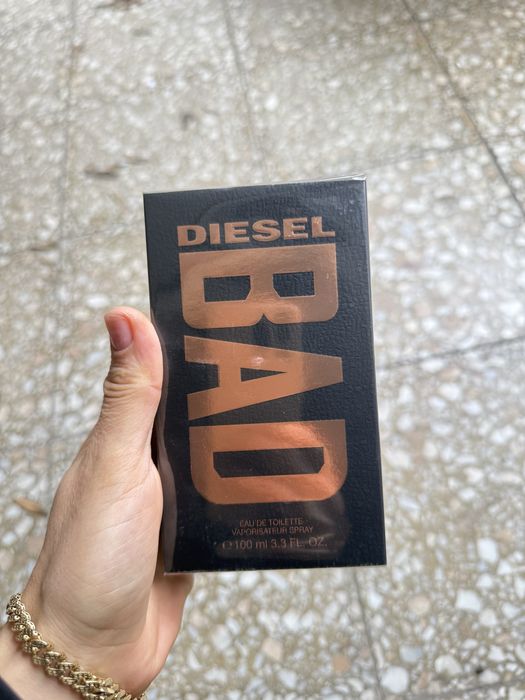 DIESEL
BAD
EAU DE TOILETTE
VAPORISATEUR SPRAY
℮ 100 ml 3.3 FL. OZ.